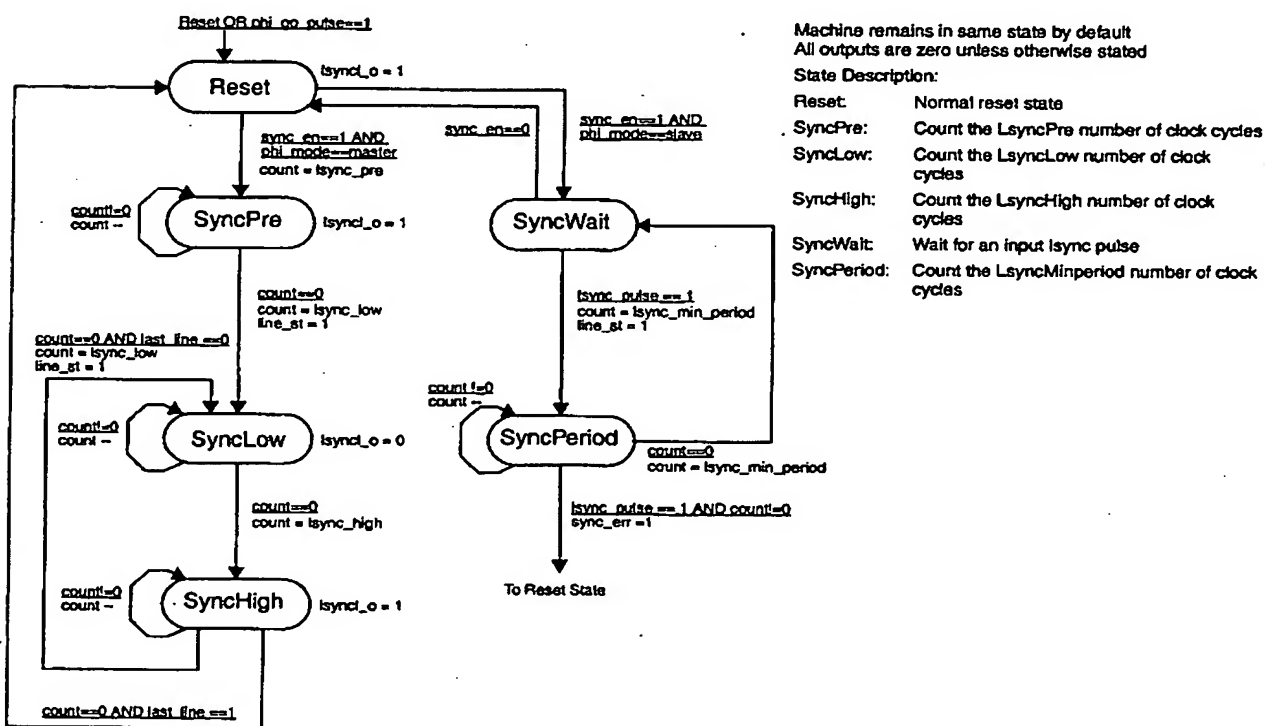 Reset OR phi_go_pulse==1
Reset
lsyncl_o = 1
sync_en==1 AND
phi_mode==master
count = lsync_pre
sync_en==0
sync_en==1 AND
phi_mode==slave
count!=0
count --
SyncPre
lsyncl_o = 1
SyncWait
count==0
count = lsync_low
line_st = 1
lsync_pulse == 1
count = lsync_min_period
line_st = 1
count==0 AND last_line ==0
count = lsync_low
line_st = 1
count!=0
count --
SyncLow
lsyncl_o = 0
count !=0
count --
SyncPeriod
count==0
count = lsync_min_period
count==0
count = lsync_high
lsync_pulse == 1 AND count!=0
sync_err =1
To Reset State
count!=0
count --
SyncHigh
lsyncl_o = 1
count==0 AND last_line ==1
Machine remains in same state by default
All outputs are zero unless otherwise stated
State Description:
Reset: Normal reset state
SyncPre: Count the LsyncPre number of clock cycles
SyncLow: Count the LsyncLow number of clock
cycles
SyncHigh: Count the LsyncHigh number of clock
cycles
SyncWait: Wait for an input lsync pulse
SyncPeriod: Count the LsyncMinperiod number of clock
cycles